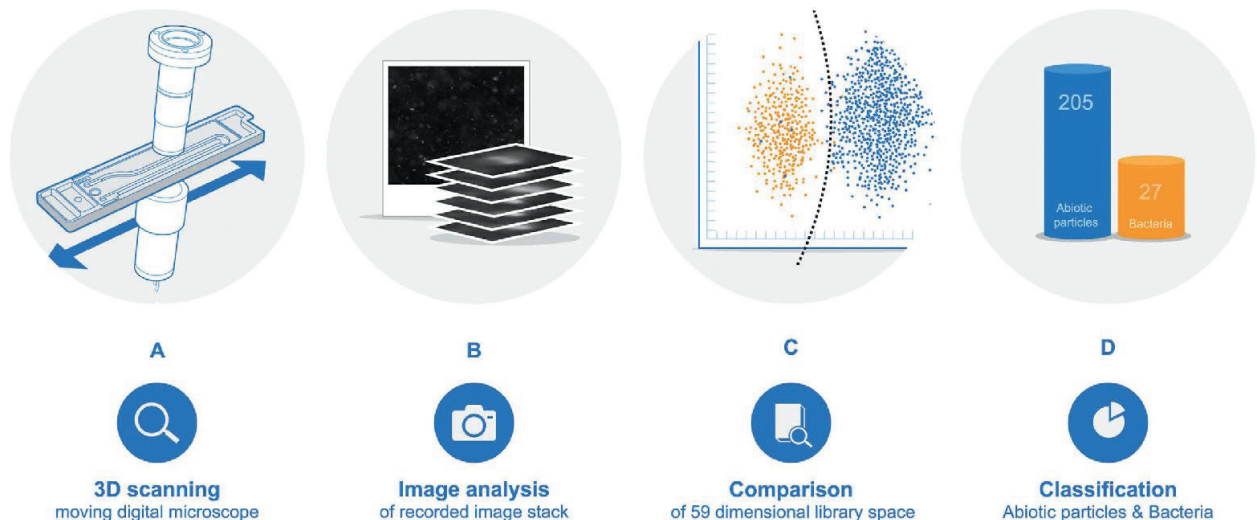 205
Abiotic
particles
27
Bacteria
A
B
C
D
3D scanning
moving digital microscope
Image analysis
of recorded image stack
Comparison
of 59 dimensional library space
Classification
Abiotic particles & Bacteria